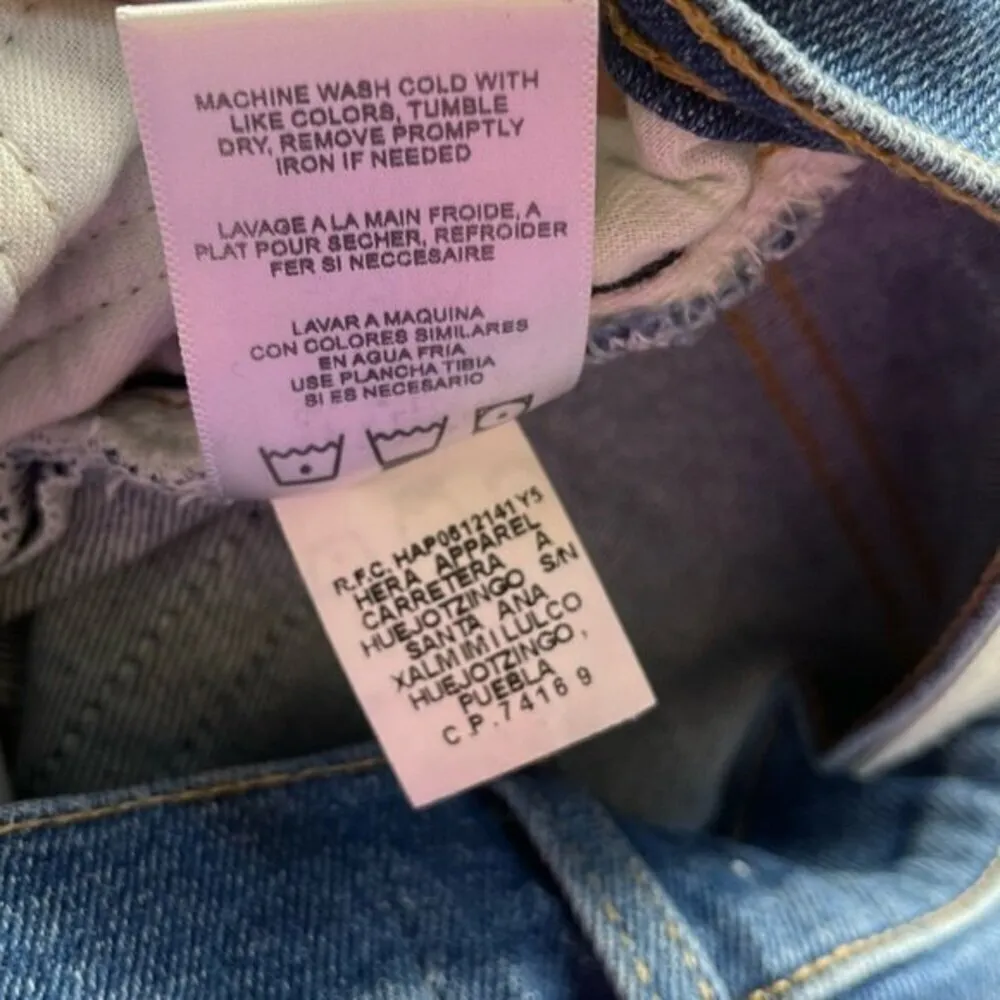 MACHINE WASH COLD WITH
LIKE COLORS, TUMBLE
DRY, REMOVE PROMPTLY
IRON IF NEEDED
LAVAGE A LA MAIN FROIDE, A
PLAT POUR SECHER, REFROIDER
FER SI NECCESAIRE
LAVAR A MAQUINA
CON COLORES SIMILARES
EN AGUA FRIA
USE PLANCHA TIBIA
SI ES NECESARIO
R.F.C. HAP0612141Y5
HERA APPAREL
CARRETERA A
HUEJOTZINGO S/N
SANTA ANA
XALMIMILULCO
HUEJOTZINGO,
PUEBLA
C.P. 74169